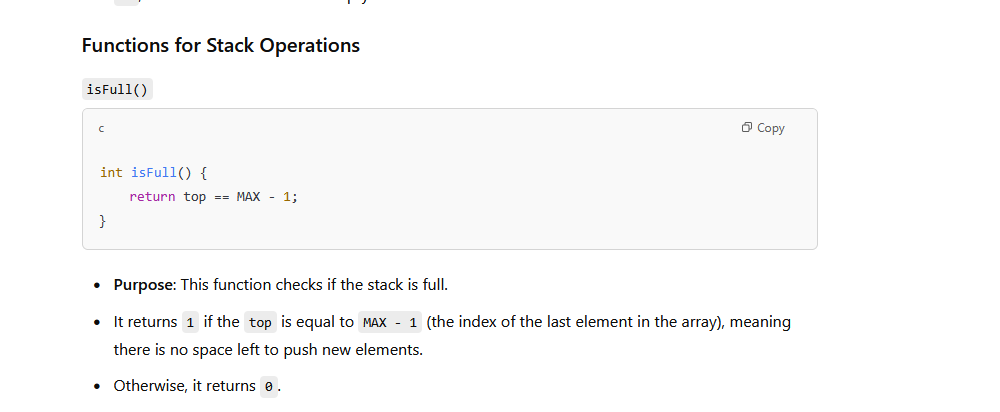 Functions for Stack Operations
isFull()
c Copy
int isFull() {
    return top == MAX - 1;
}
• Purpose: This function checks if the stack is full.
• It returns 1 if the top is equal to MAX - 1 (the index of the last element in the array), meaning
there is no space left to push new elements.
• Otherwise, it returns 0.